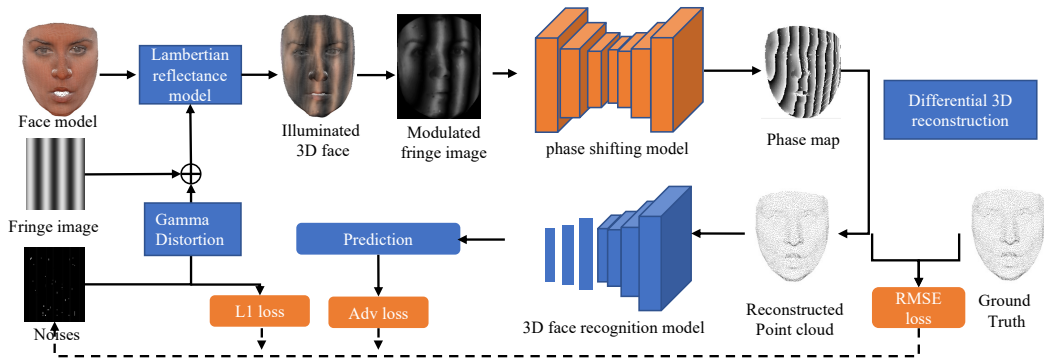 Lambertian
reflectance
model
Face model
Illuminated
3D face
Modulated
fringe image
phase shifting model
Phase map
Differential 3D
reconstruction
Fringe image
Gamma
Distortion
Prediction
Noises
L1 loss
Adv loss
3D face recognition model
Reconstructed
Point cloud
RMSE
loss
Ground
Truth